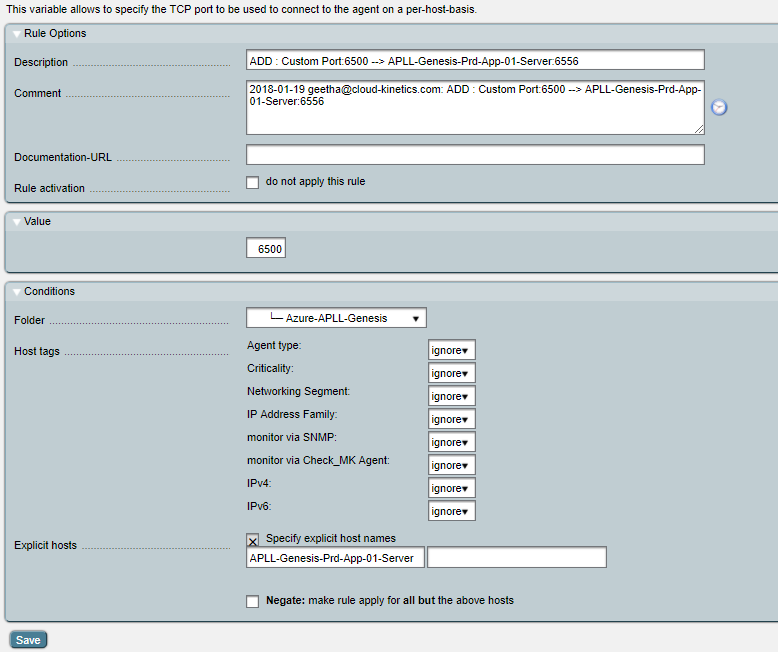 This variable allows to specify the TCP port to be used to connect to the agent on a per-host-basis.
Rule Options
Description
ADD : Custom Port:6500 --> APLL-Genesis-Prd-App-01-Server:6556
Comment
2018-01-19 geetha@cloud-kinetics.com: ADD : Custom Port:6500 --> APLL-Genesis-Prd-App-
01-Server:6556
Documentation-URL
Rule activation
do not apply this rule
Value
6500
Conditions
Folder
Azure-APLL-Genesis
Host tags
Agent type: ignore
Criticality: ignore
Networking Segment: ignore
IP Address Family: ignore
monitor via SNMP: ignore
monitor via Check_MK Agent: ignore
IPv4: ignore
IPv6: ignore
Explicit hosts
Specify explicit host names
APLL-Genesis-Prd-App-01-Server
Negate: make rule apply for all but the above hosts
Save